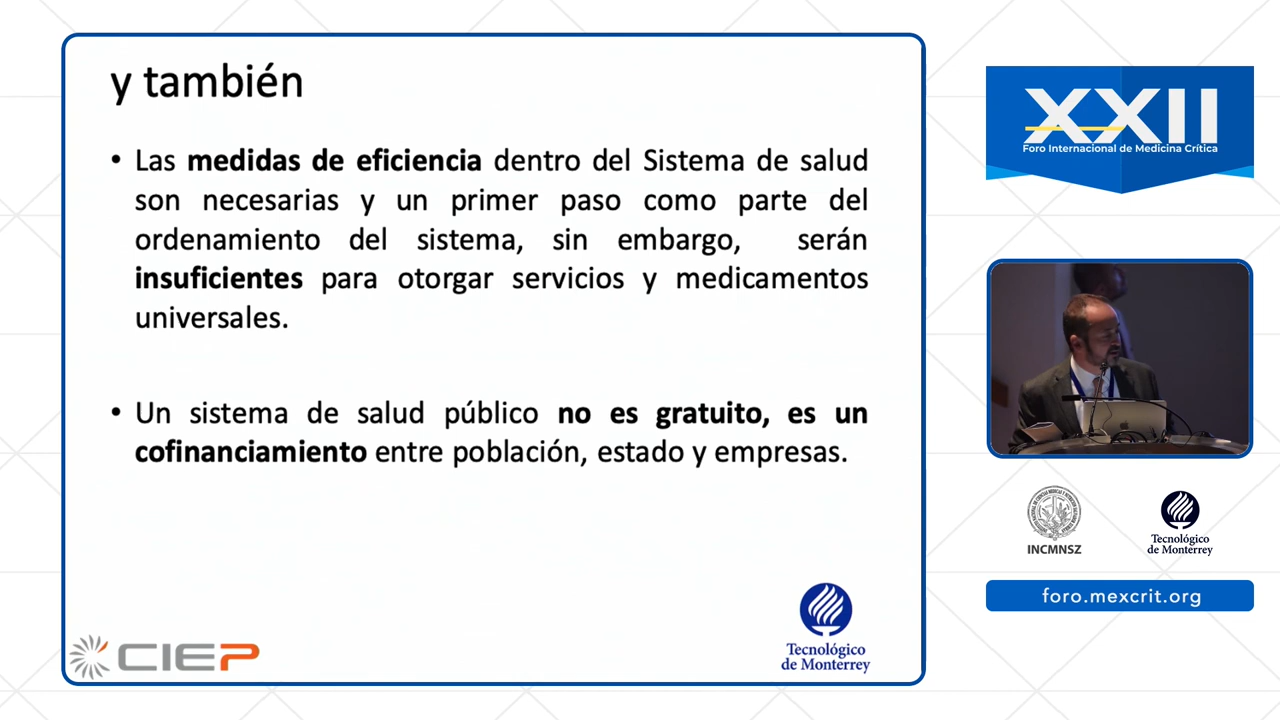 y también
• Las medidas de eficiencia dentro del Sistema de salud
son necesarias y un primer paso como parte del
ordenamiento del sistema, sin embargo, serán
insuficientes para otorgar servicios y medicamentos
universales.
• Un sistema de salud público no es gratuito, es un
cofinanciamiento entre población, estado y empresas.
CIEP
Tecnológico
de Monterrey
XXII
Foro Internacional de Medicina Crítica
INCMNSZ
Tecnológico
de Monterrey
foro.mexcrit.org